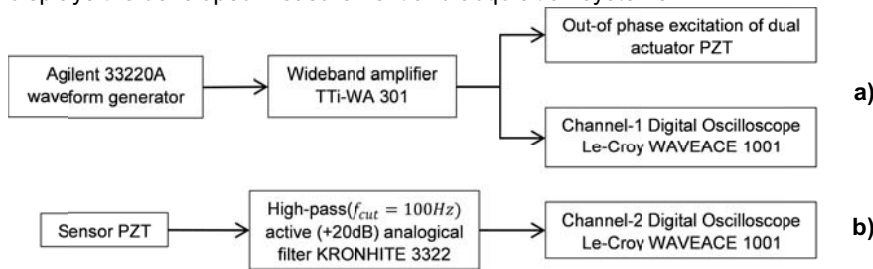 Out-of phase excitation of dual
actuator PZT
Agilent 33220A
waveform generator
Wideband amplifier
TTi-WA 301
a)
Channel-1 Digital Oscilloscope
Le-Croy WAVEACE 1001
High-pass(f_cut = 100Hz)
active (+20dB) analogical
filter KRONHITE 3322
Sensor PZT
Channel-2 Digital Oscilloscope
Le-Croy WAVEACE 1001
b)